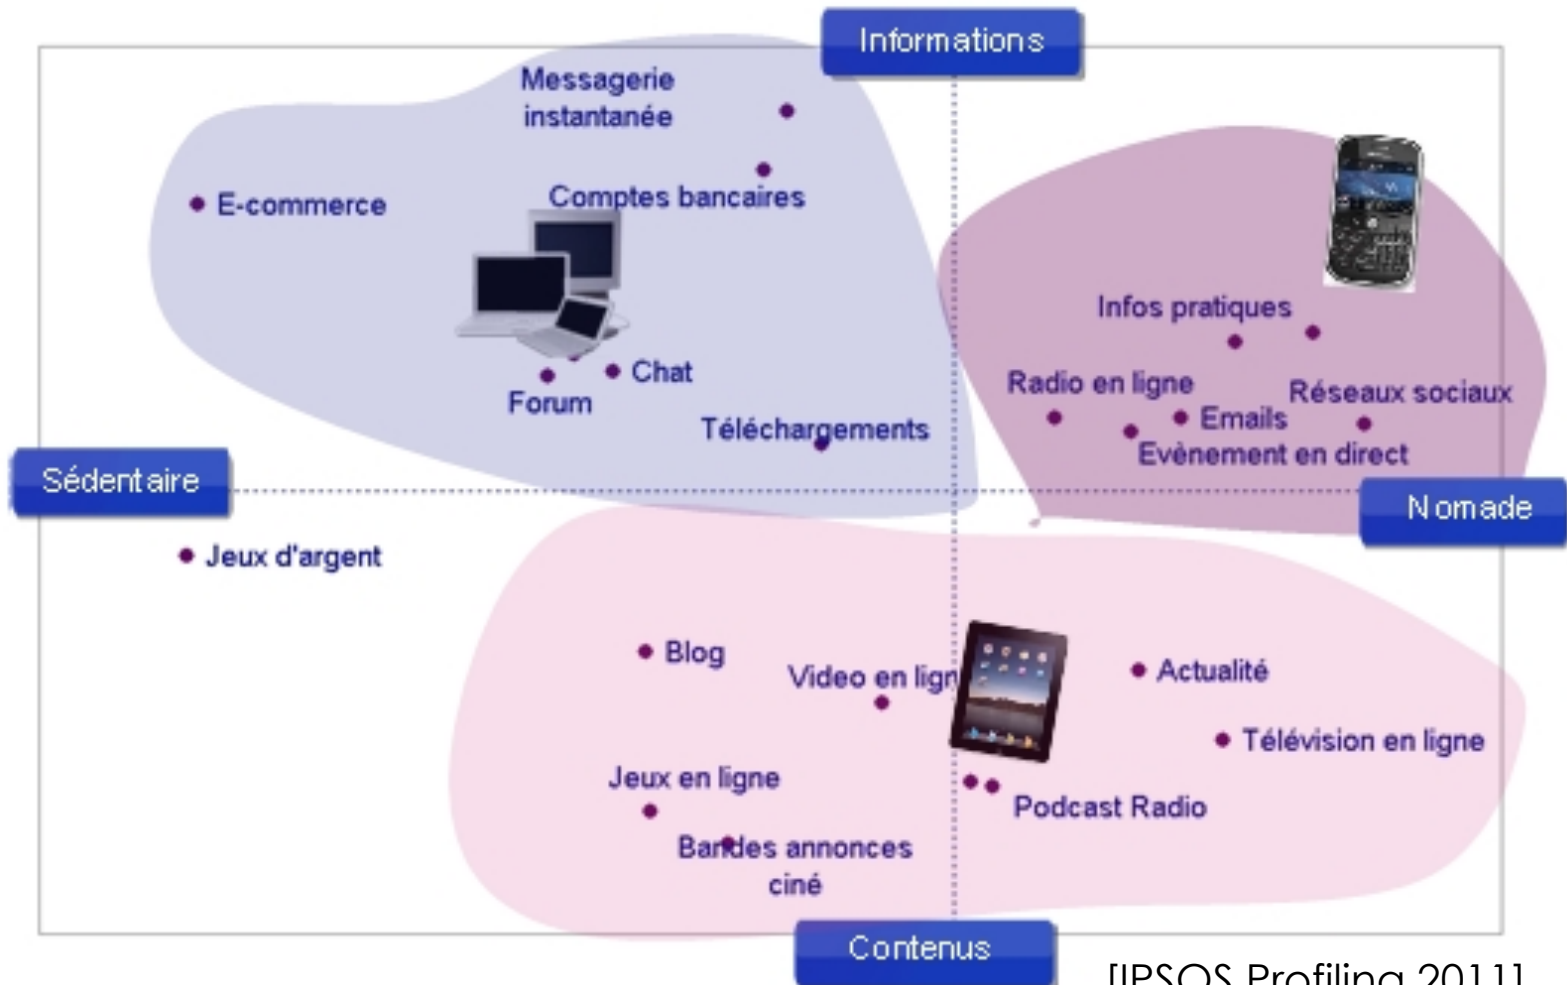 Informations
Messagerie
instantanée
Comptes bancaires
E-commerce
Infos pratiques
Radio en ligne
Réseaux sociaux
Chat
Emails
Forum
Téléchargements
Evènement en direct
Sédentaire
Nomade
Jeux d'argent
Blog
Video en lign
Actualité
Télévision en ligne
Jeux en ligne
Podcast Radio
Bandes annonces
ciné
Contenus
[IPSOS Profiling 2011]